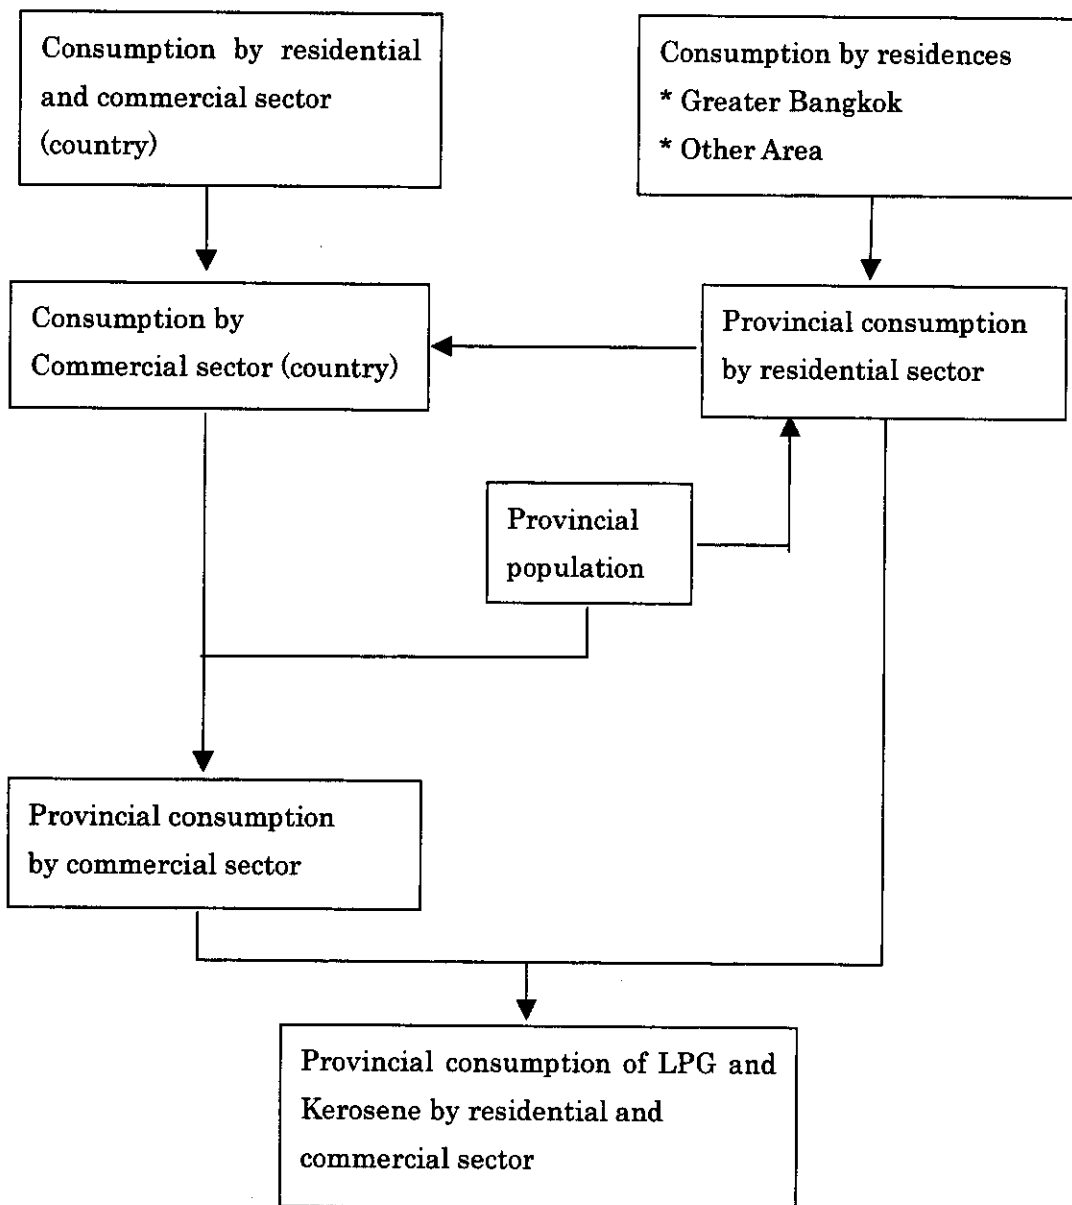 Consumption by residential
and commercial sector
(country)
Consumption by residences
* Greater Bangkok
* Other Area
Consumption by
Commercial sector (country)
Provincial consumption
by residential sector
Provincial
population
Provincial consumption
by commercial sector
Provincial consumption of LPG and
Kerosene by residential and
commercial sector